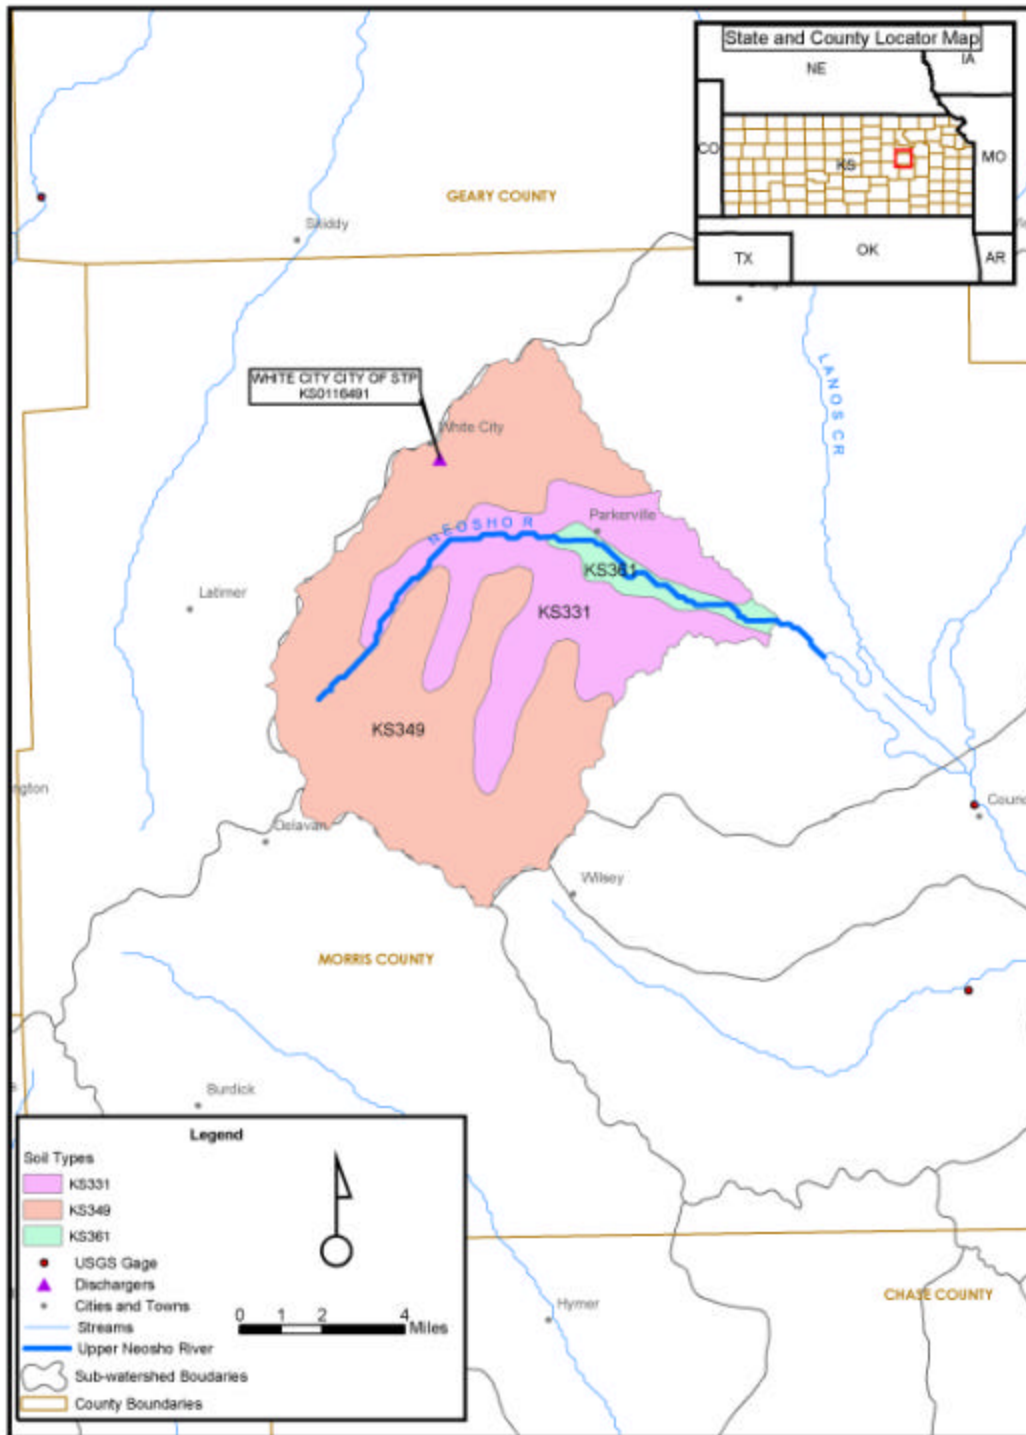 State and County Locator Map
NE
IA
CO
KS
MO
TX
OK
AR
GEARY COUNTY
Skiddy
LANOS CR
WHITE CITY CITY OF STP
KS0116491
White City
NEOSHO R
Parkerville
KS361
Latimer
KS331
KS349
ngton
Counc
Delavan
Wilsey
MORRIS COUNTY
Burdick
Legend
Soil Types
KS331
KS349
KS361
USGS Gage
Dischargers
Cities and Towns
Streams
Upper Neosho River
Sub-watershed Boudaries
County Boundaries
0 1 2 4
Miles
Hymer
CHASE COUNTY